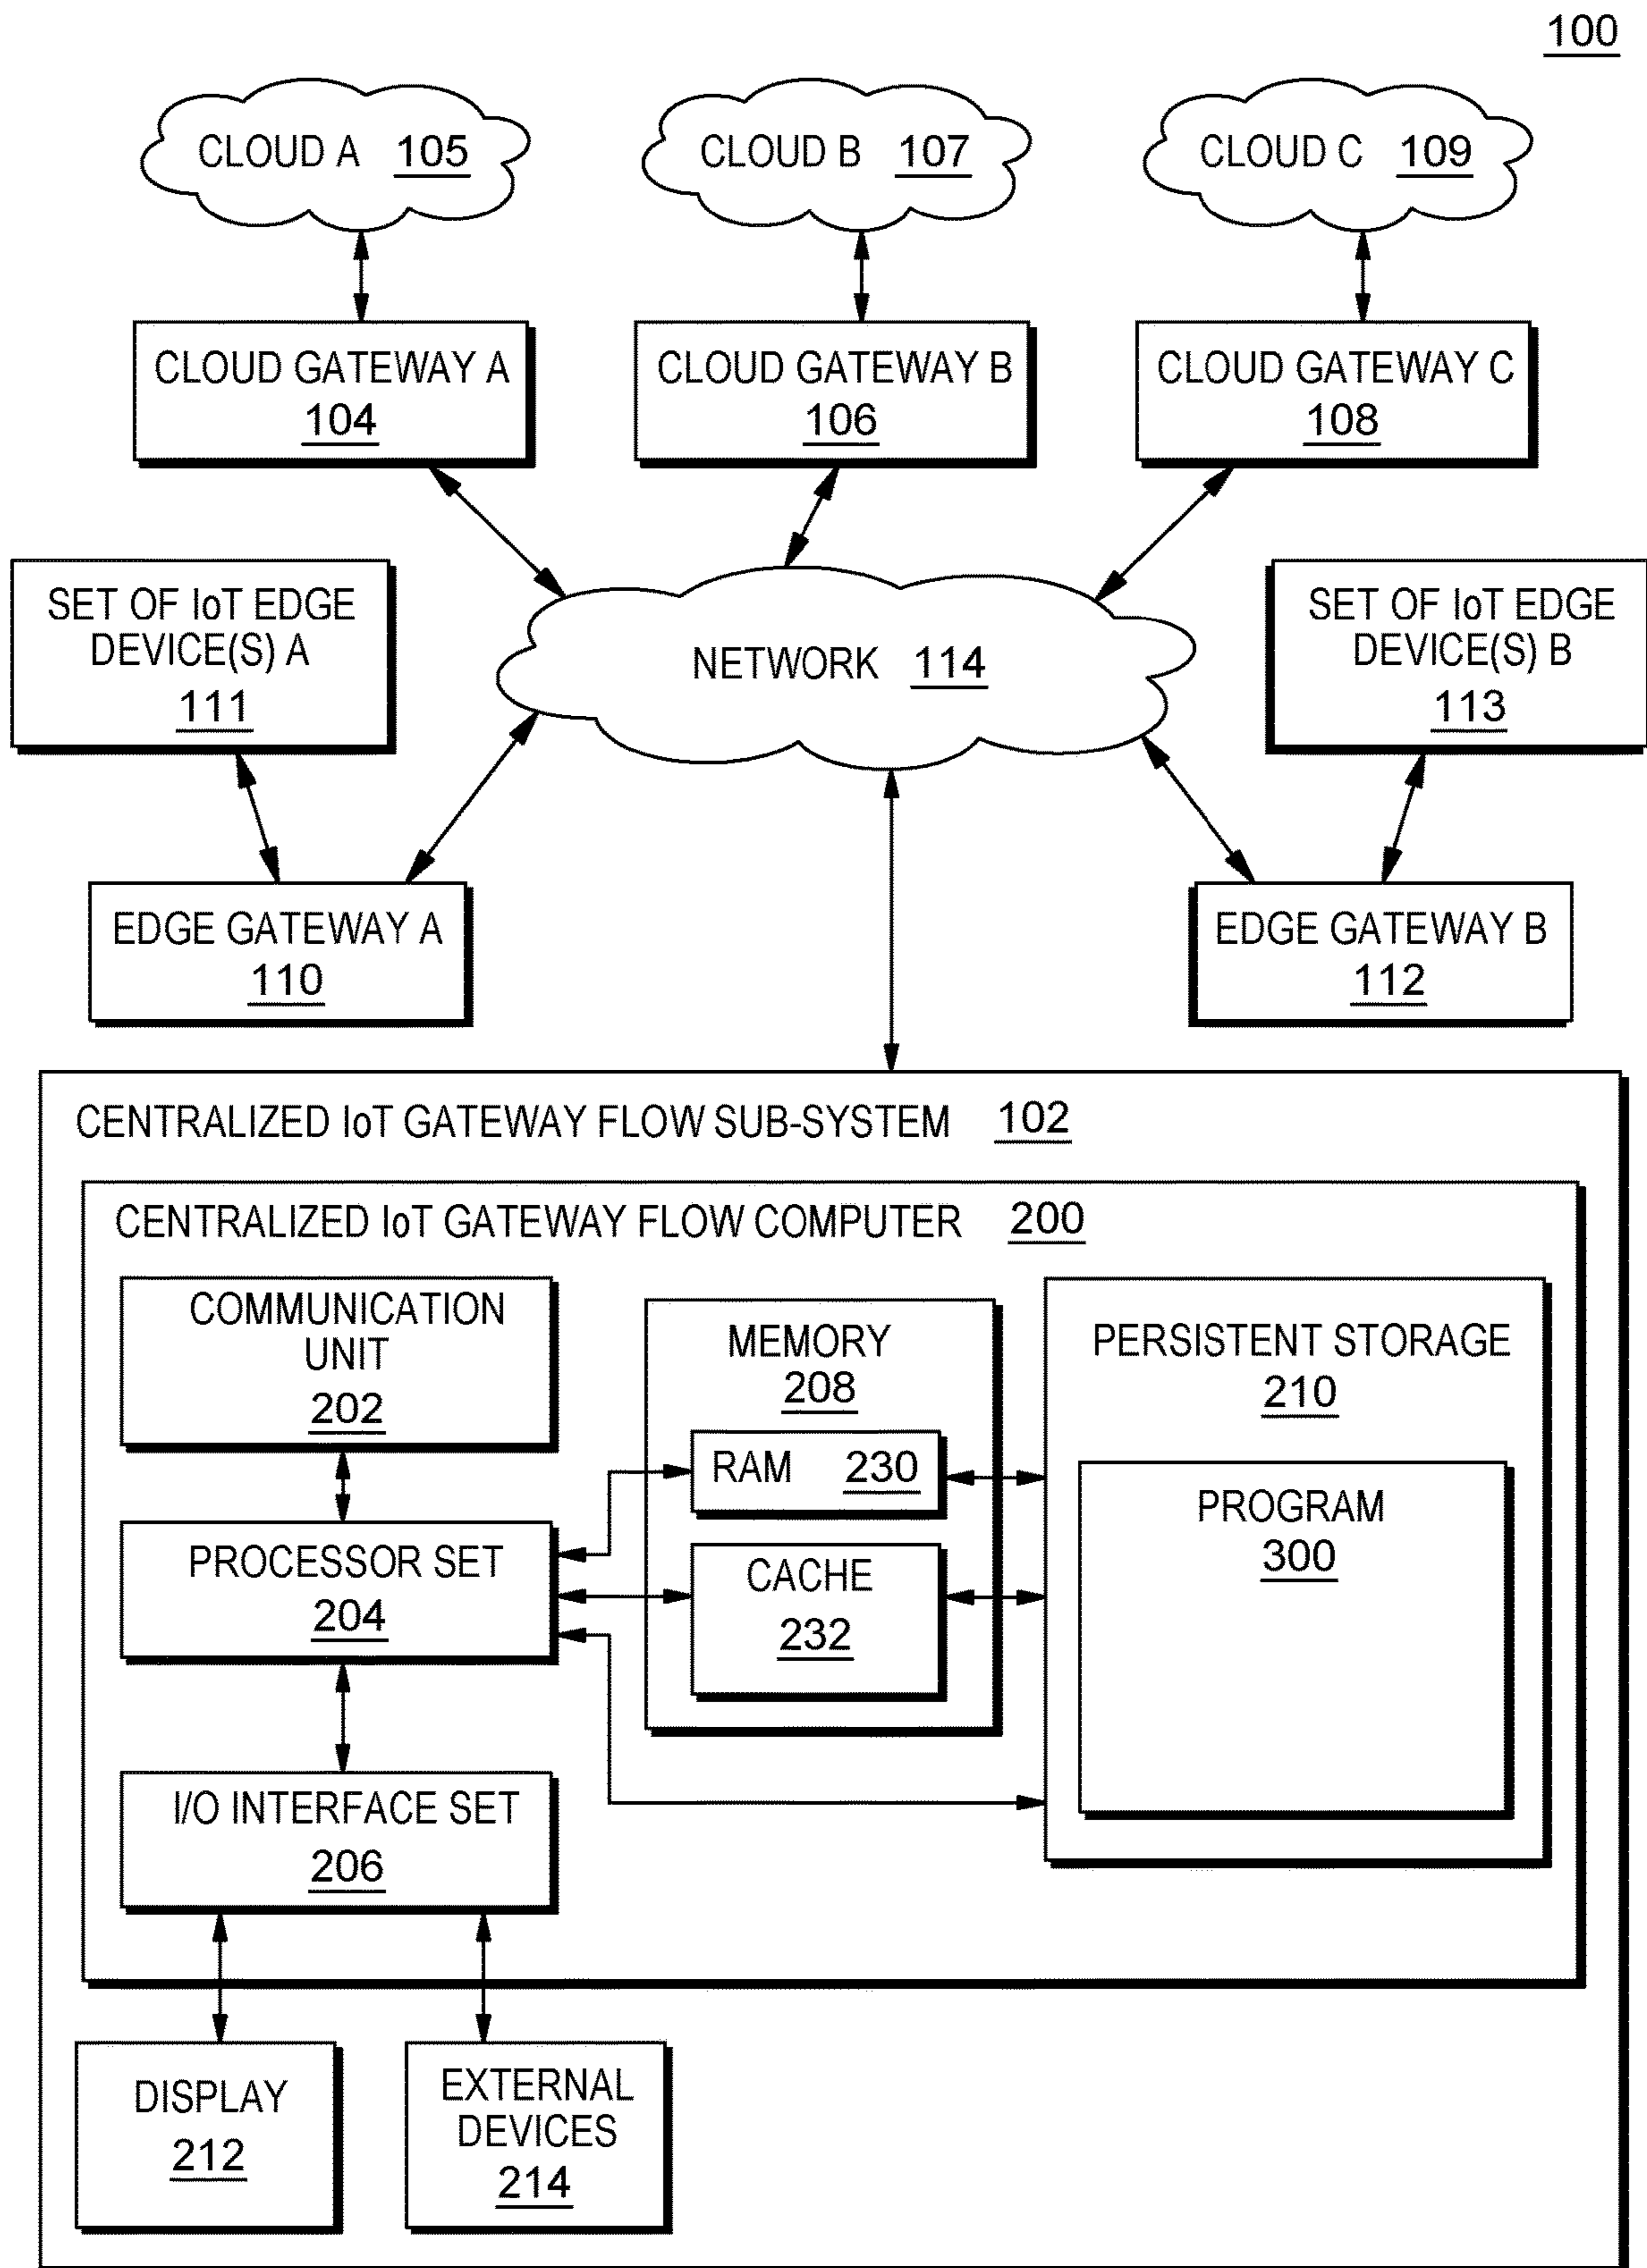 100
CLOUD A 105
CLOUD B 107
CLOUD C 109
CLOUD GATEWAY A
104
CLOUD GATEWAY B
106
CLOUD GATEWAY C
108
SET OF IoT EDGE
DEVICE(S) A
111
NETWORK 114
SET OF IoT EDGE
DEVICE(S) B
113
EDGE GATEWAY A
110
EDGE GATEWAY B
112
CENTRALIZED IoT GATEWAY FLOW SUB-SYSTEM 102
CENTRALIZED IoT GATEWAY FLOW COMPUTER 200
COMMUNICATION
UNIT
202
PROCESSOR SET
204
I/O INTERFACE SET
206
MEMORY
208
RAM 230
CACHE
232
PERSISTENT STORAGE
210
PROGRAM
300
DISPLAY
212
EXTERNAL
DEVICES
214